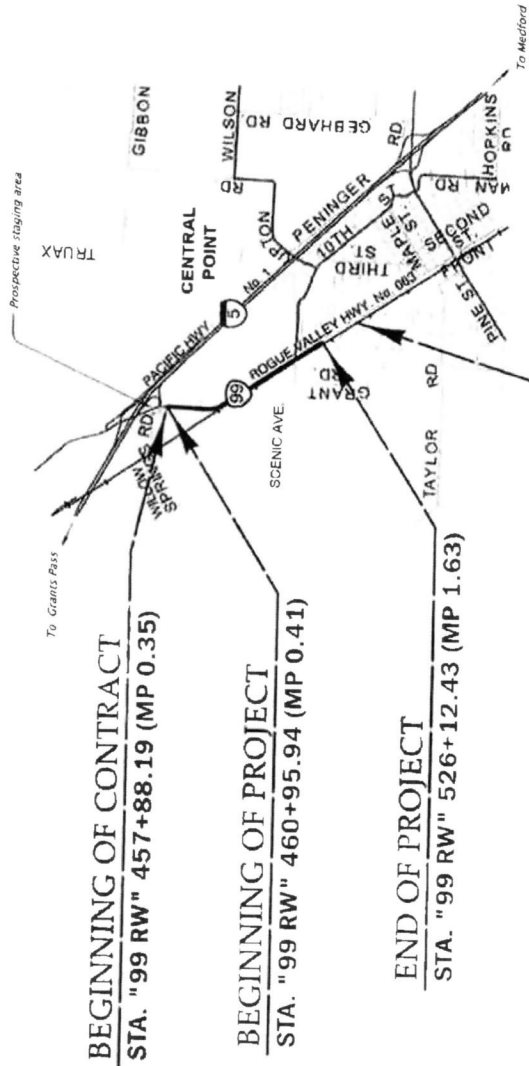 BEGINNING OF CONTRACT
STA. "99 RW" 457+88.19 (MP 0.35)
BEGINNING OF PROJECT
STA. "99 RW" 460+95.94 (MP 0.41)
END OF PROJECT
STA. "99 RW" 526+12.43 (MP 1.63)
To Grants Pass
Prospective staging area
WILLOW
SPRINGS RD
TRUAX
GIBBON
PACIFIC HWY No. 1
5
CENTRAL
POINT
WILSON
RD
UPTON
GEBHARD RD
PENINGER RD.
99
ROGUE VALLEY HWY. No. 063
SCENIC AVE.
GRANT
RD.
10TH ST
THIRD
ST.
MAPLE ST.
SECOND
ST.
FRONT
PINE ST.
TAYLOR RD
RD
HOPKINS
To Medford